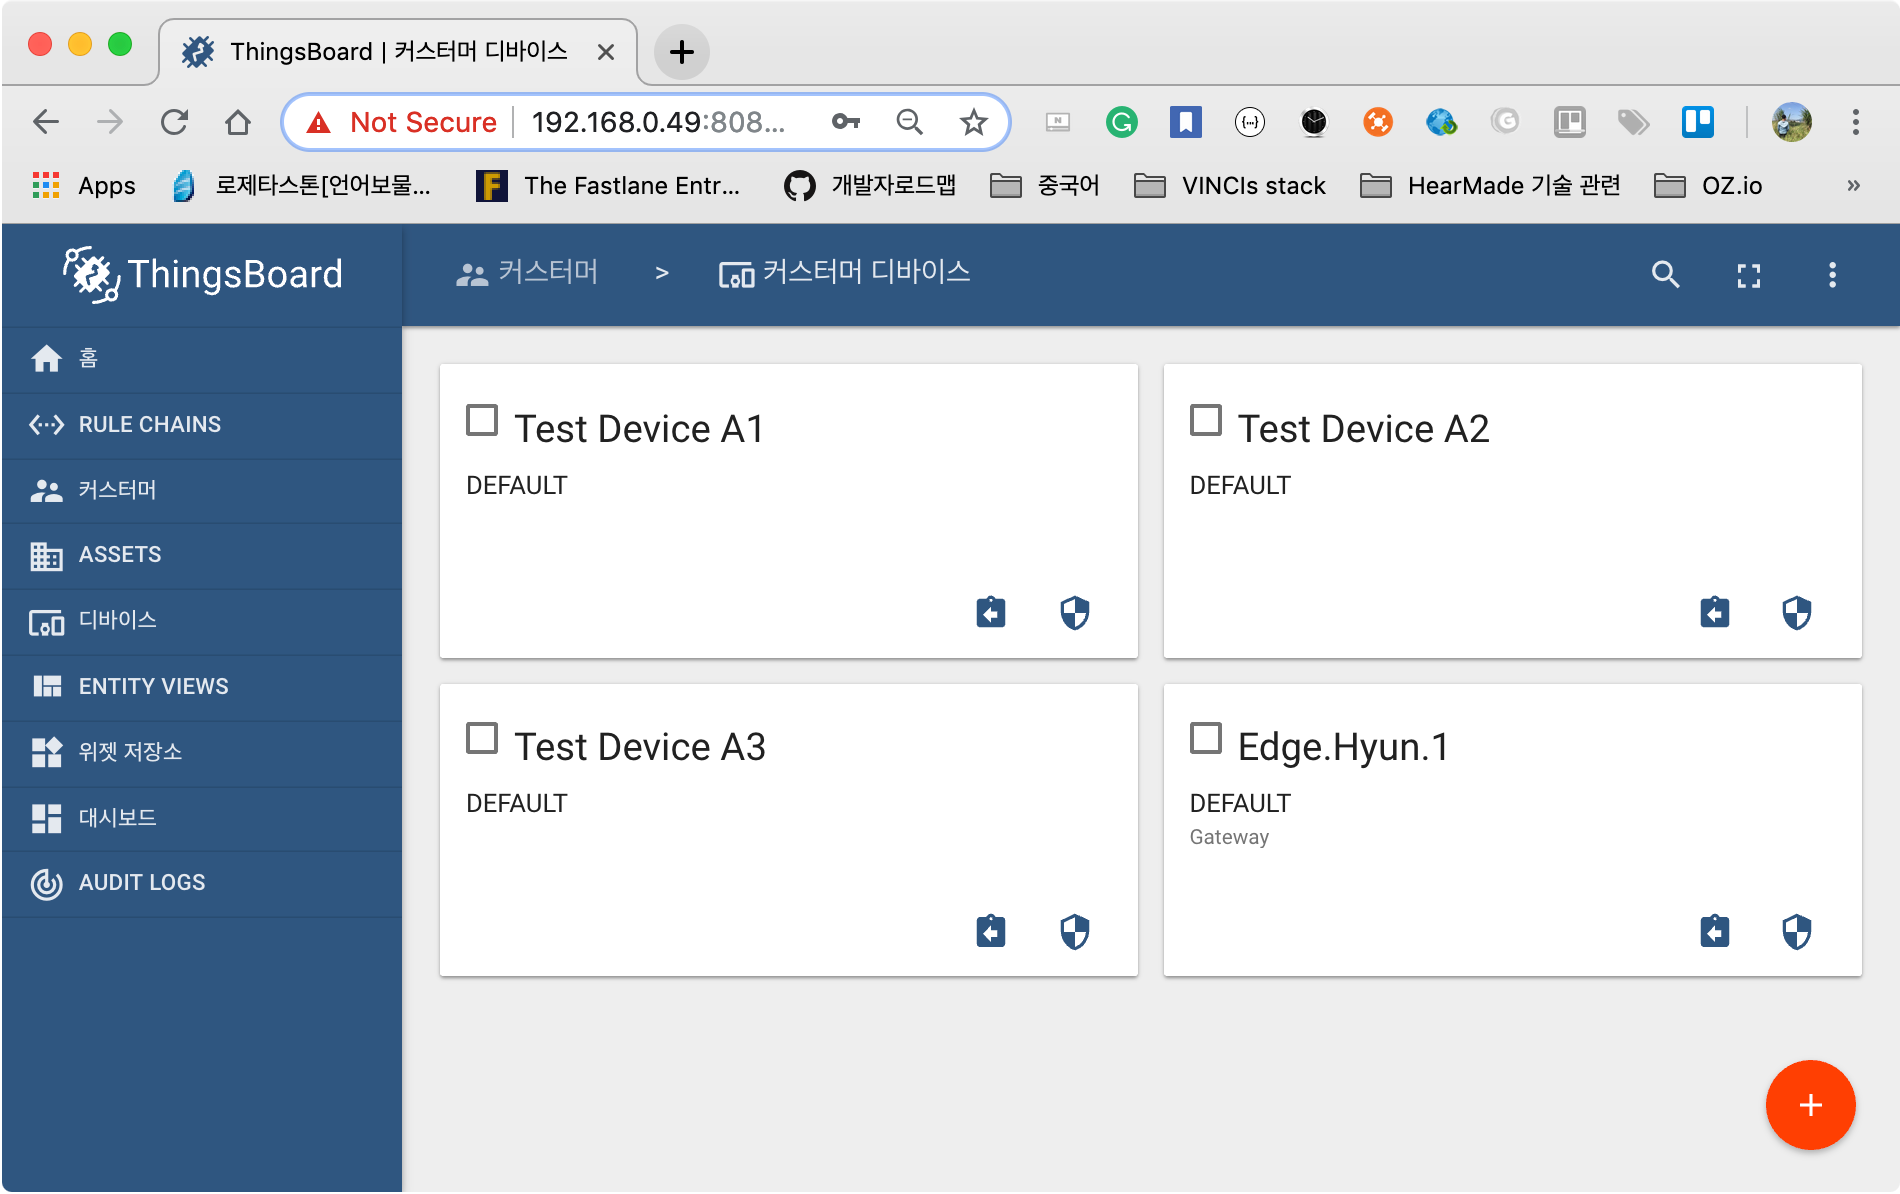 ThingsBoard | 커스터머 디바이스
Not Secure
192.168.0.49:808...
Apps
로제타스톤[언어보물...
The Fastlane Entr...
개발자로드맵
중국어
VINCIs stack
HearMade 기술 관련
OZ.io
»
ThingsBoard
커스터머 > 커스터머 디바이스
홈
RULE CHAINS
커스터머
ASSETS
디바이스
ENTITY VIEWS
위젯 저장소
대시보드
AUDIT LOGS
Test Device A1
DEFAULT
Test Device A2
DEFAULT
Test Device A3
DEFAULT
Edge.Hyun.1
DEFAULT
Gateway